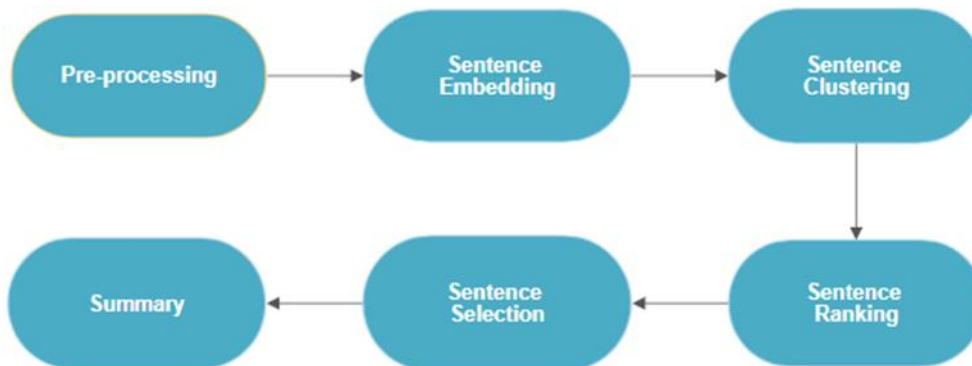 Pre-processing
Sentence
Embedding
Sentence
Clustering
Summary
Sentence
Selection
Sentence
Ranking